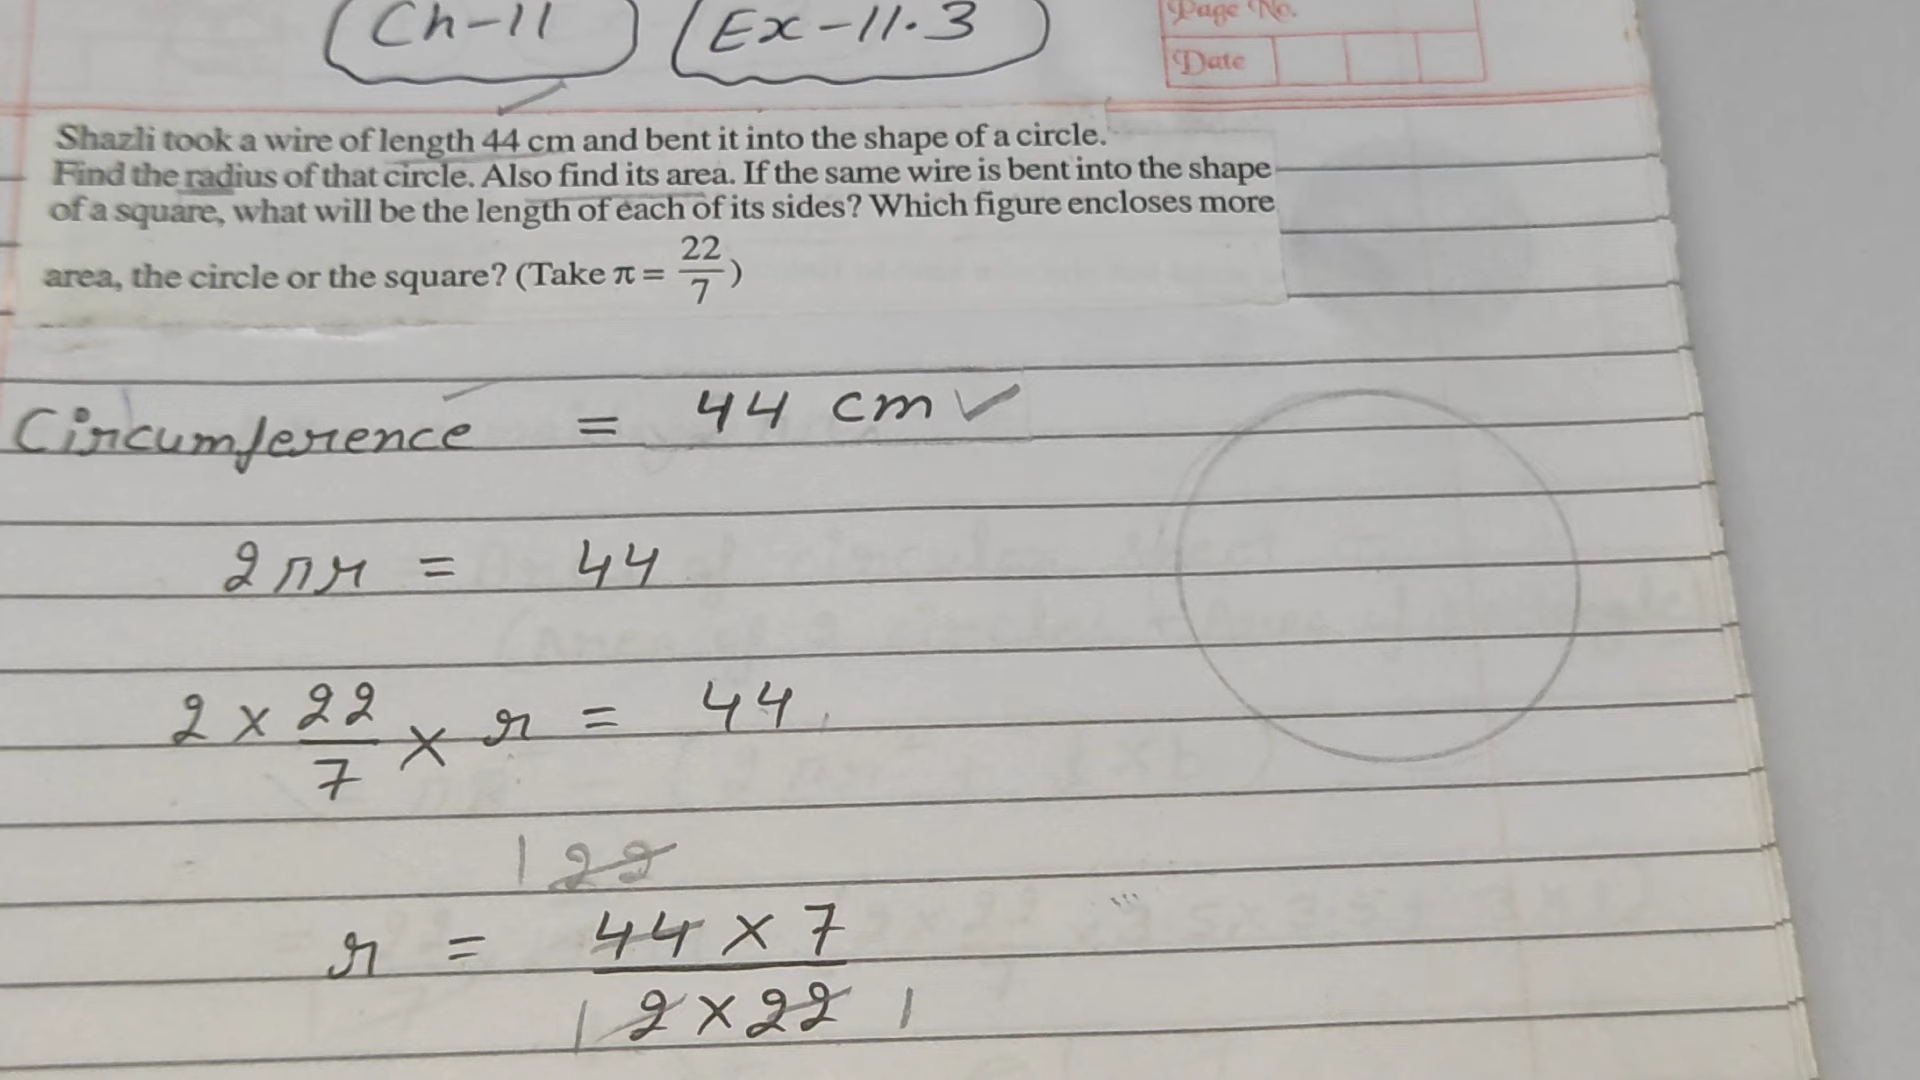 Ch-11 Ex-11.3
Page No.
Date
Shazli took a wire of length 44 cm and bent it into the shape of a circle.
Find the radius of that circle. Also find its area. If the same wire is bent into the shape
of a square, what will be the length of each of its sides? Which figure encloses more
area, the circle or the square? (Take π = 22/7)
Circumference = 44 cm ✓
2πr = 44
2 × 22/7 × r = 44
1 22
r = 44 × 7
1 2 × 22 1